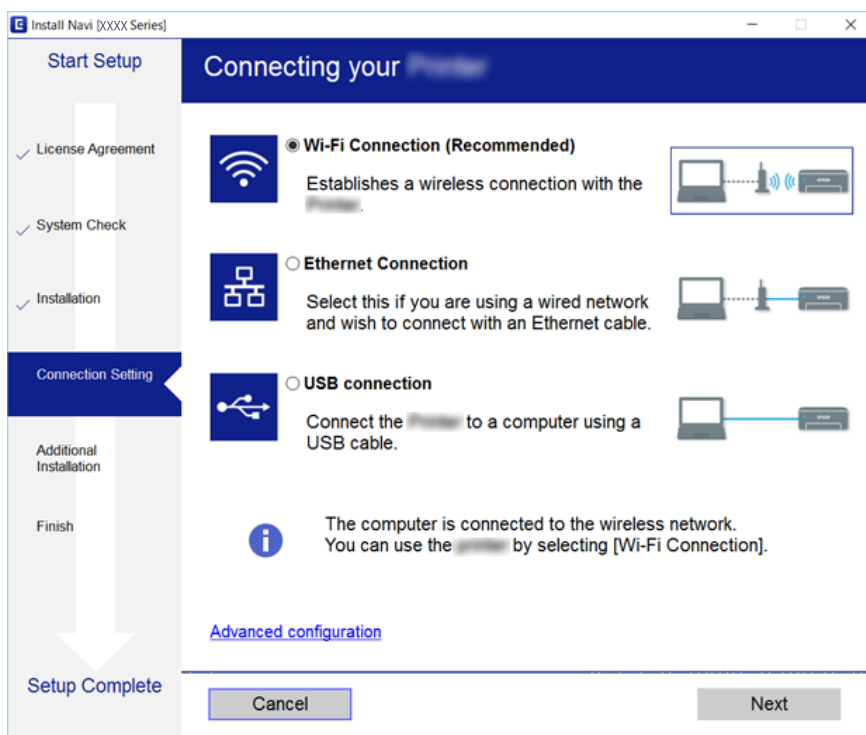 Install Navi [XXXX Series]
Start Setup
Connecting your
License Agreement
System Check
Installation
Connection Setting
Additional
Installation
Finish
Setup Complete
Wi-Fi Connection (Recommended)
Establishes a wireless connection with the
.
Ethernet Connection
Select this if you are using a wired network
and wish to connect with an Ethernet cable.
USB connection
Connect the to a computer using a
USB cable.
The computer is connected to the wireless network.
You can use the by selecting [Wi-Fi Connection].
Advanced configuration
Cancel
Next